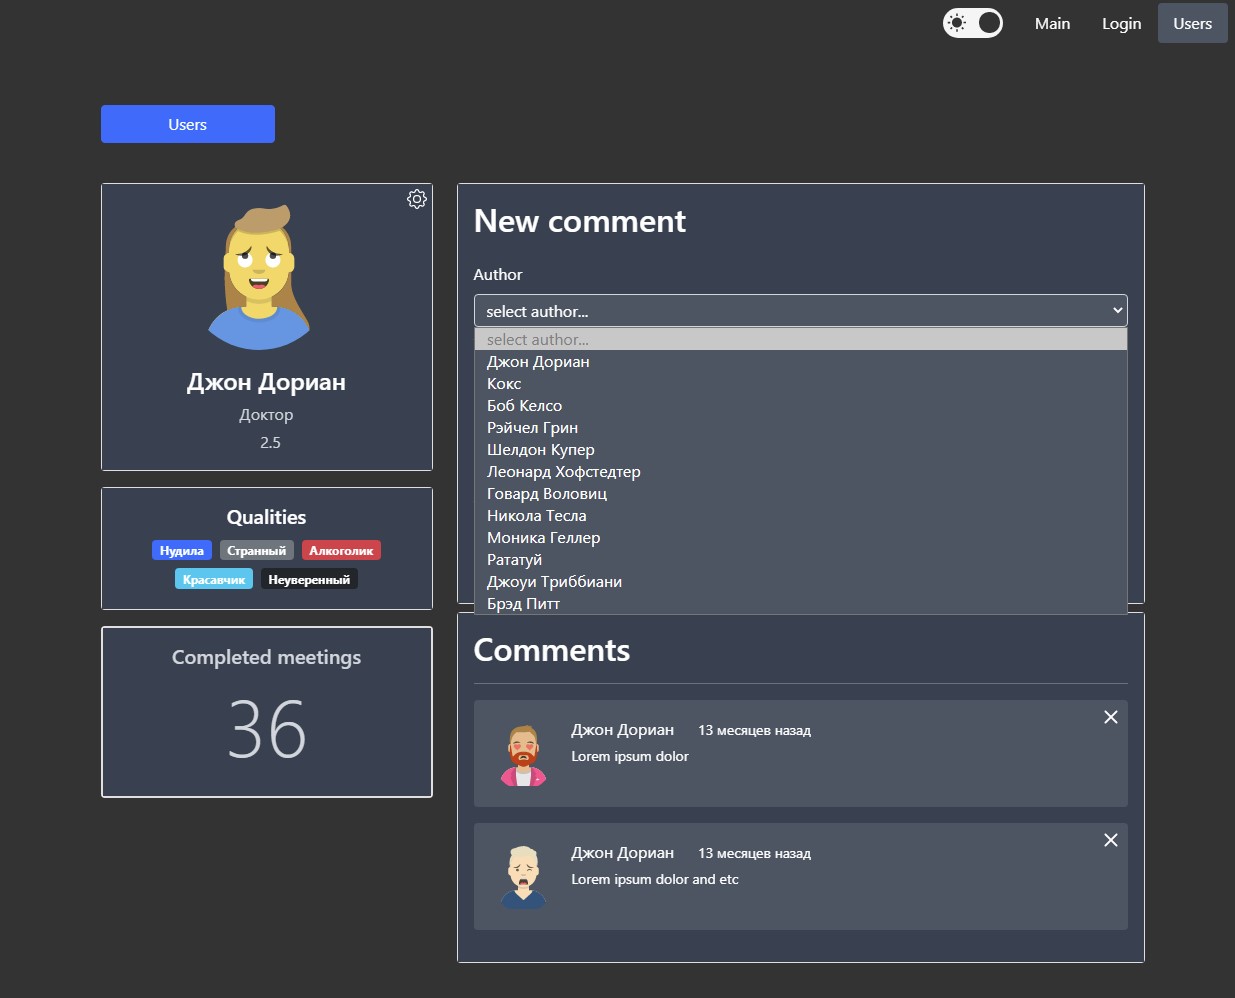 Main Login Users
Users
Джон Дориан
Доктор
2.5
Qualities
Нудила Странный Алкоголик
Красавчик Неуверенный
Completed meetings
36
New comment
Author
select author...
select author...
Джон Дориан
Кокс
Боб Келсо
Рэйчел Грин
Шелдон Купер
Леонард Хофстедтер
Говард Воловиц
Никола Тесла
Моника Геллер
Рататуй
Джоуи Триббиани
Брэд Питт
Comments
Джон Дориан 13 месяцев назад
Lorem ipsum dolor
Джон Дориан 13 месяцев назад
Lorem ipsum dolor and etc